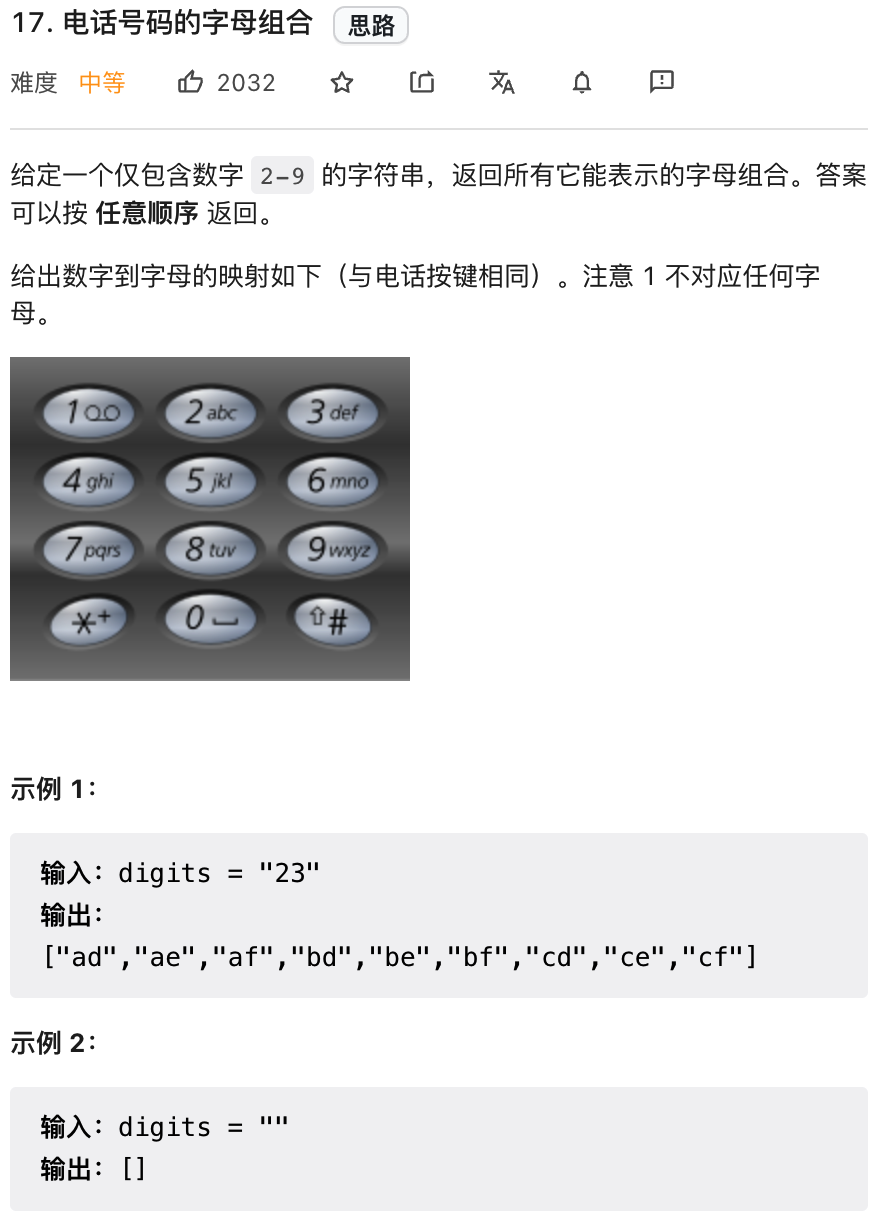 17. 电话号码的字母组合 思路
难度 中等 2032
给定一个仅包含数字 2-9 的字符串，返回所有它能表示的字母组合。答案
可以按 任意顺序 返回。
给出数字到字母的映射如下（与电话按键相同）。注意 1 不对应任何字
母。
1 2 abc 3 def
4 ghi 5 jkl 6 mno
7 pqrs 8 tuv 9 wxyz
*+ 0 #
示例 1：
输入：digits = "23"
输出：
["ad","ae","af","bd","be","bf","cd","ce","cf"]
示例 2：
输入：digits = ""
输出：[]